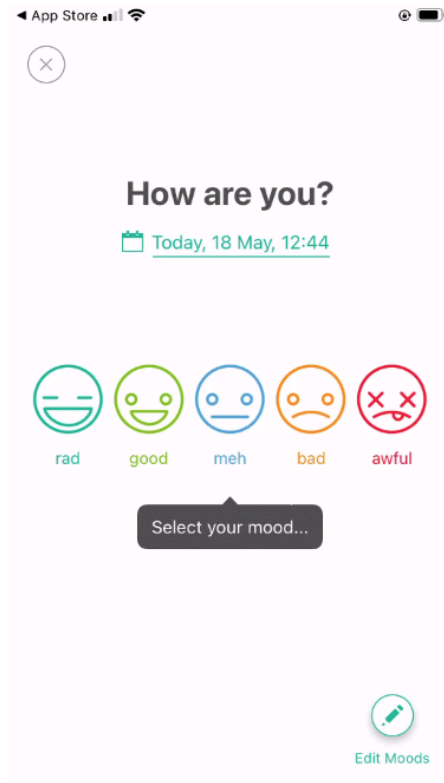 App Store
How are you?
Today, 18 May, 12:44
rad good meh bad awful
Select your mood...
Edit Moods